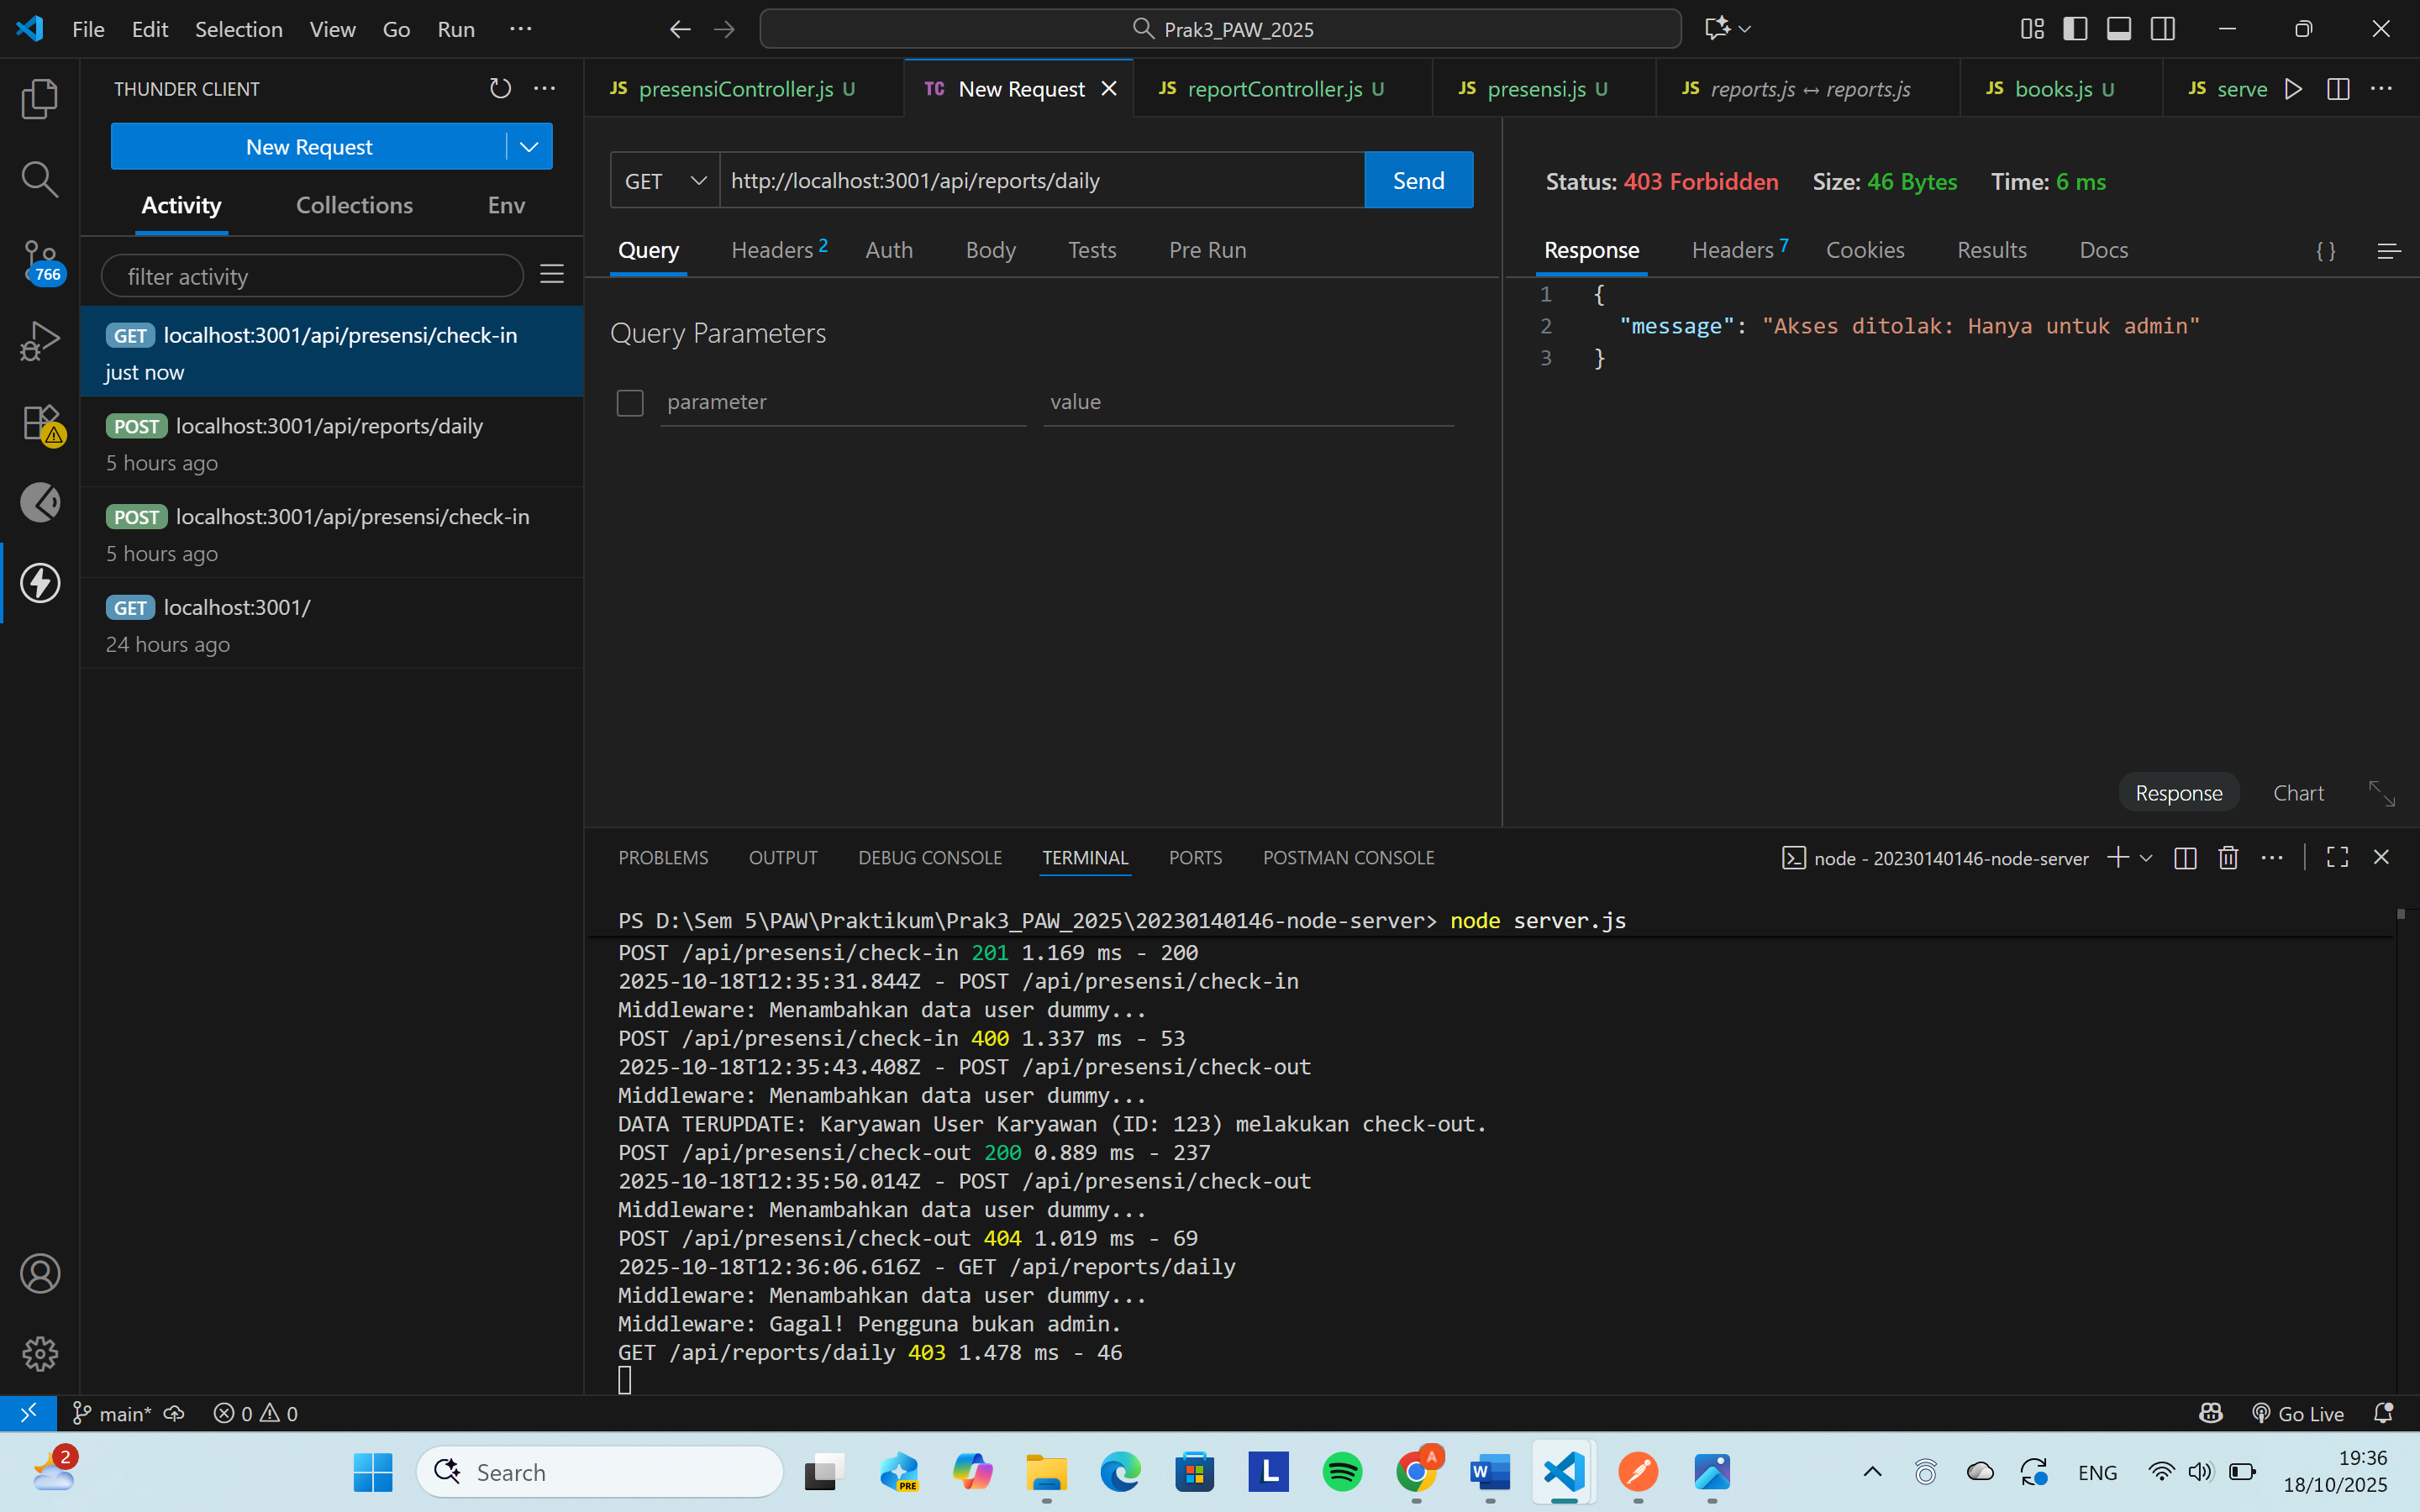 File Edit Selection View Go Run ···
Prak3_PAW_2025
THUNDER CLIENT
New Request
Activity Collections Env
filter activity
GET localhost:3001/api/presensi/check-in
just now
POST localhost:3001/api/reports/daily
5 hours ago
POST localhost:3001/api/presensi/check-in
5 hours ago
GET localhost:3001/
24 hours ago
766
JS presensiController.js U
TC New Request
JS reportController.js U
JS presensi.js U
JS reports.js ↔ reports.js
JS books.js U
JS serve
GET http://localhost:3001/api/reports/daily Send
Query Headers 2 Auth Body Tests Pre Run
Query Parameters
parameter value
Status: 403 Forbidden Size: 46 Bytes Time: 6 ms
Response Headers 7 Cookies Results Docs { }
1 {
2 "message": "Akses ditolak: Hanya untuk admin"
3 }
Response Chart
PROBLEMS OUTPUT DEBUG CONSOLE TERMINAL PORTS POSTMAN CONSOLE
node - 20230140146-node-server
PS D:\Sem 5\PAW\Praktikum\Prak3_PAW_2025\20230140146-node-server> node server.js
POST /api/presensi/check-in 201 1.169 ms - 200
2025-10-18T12:35:31.844Z - POST /api/presensi/check-in
Middleware: Menambahkan data user dummy...
POST /api/presensi/check-in 400 1.337 ms - 53
2025-10-18T12:35:43.408Z - POST /api/presensi/check-out
Middleware: Menambahkan data user dummy...
DATA TERUPDATE: Karyawan User Karyawan (ID: 123) melakukan check-out.
POST /api/presensi/check-out 200 0.889 ms - 237
2025-10-18T12:35:50.014Z - POST /api/presensi/check-out
Middleware: Menambahkan data user dummy...
POST /api/presensi/check-out 404 1.019 ms - 69
2025-10-18T12:36:06.616Z - GET /api/reports/daily
Middleware: Menambahkan data user dummy...
Middleware: Gagal! Pengguna bukan admin.
GET /api/reports/daily 403 1.478 ms - 46
main* 0 0
Go Live
2
Search
PRE
L
A
W
ENG
19:36
18/10/2025